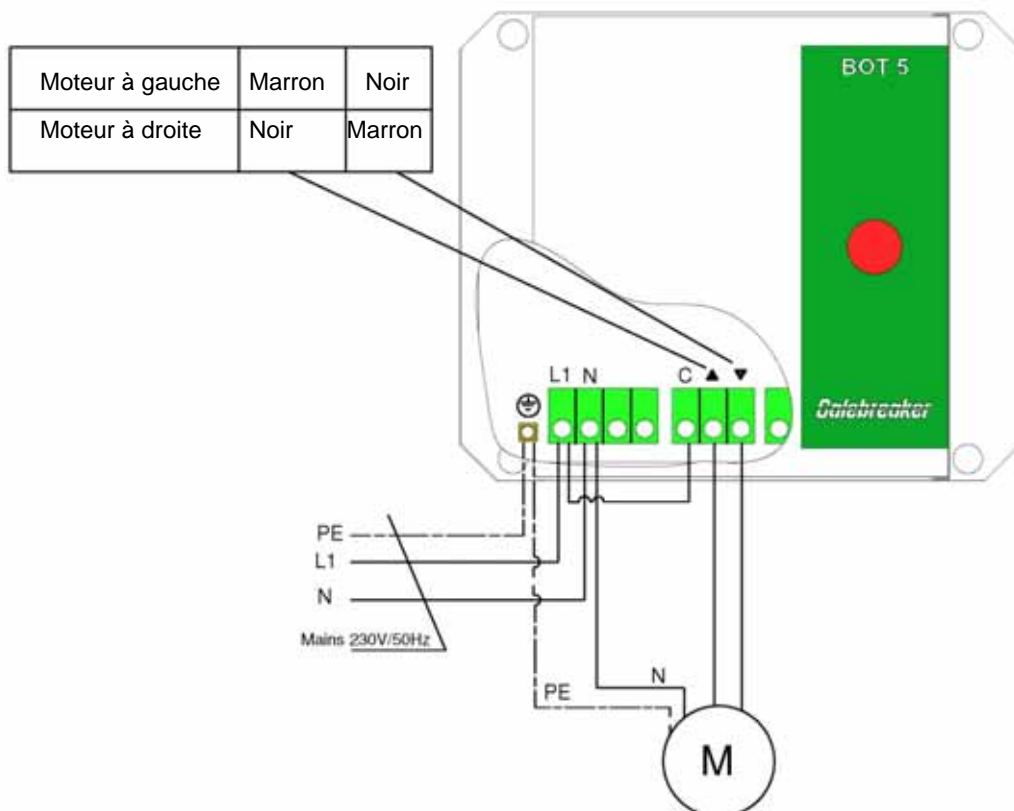 Moteur à gauche Marron Noir
Moteur à droite Noir Marron
BOT 5
L1 N C ▲ ▼
Galebreaker
PE
L1
N
Mains 230V/50Hz
N
PE
M